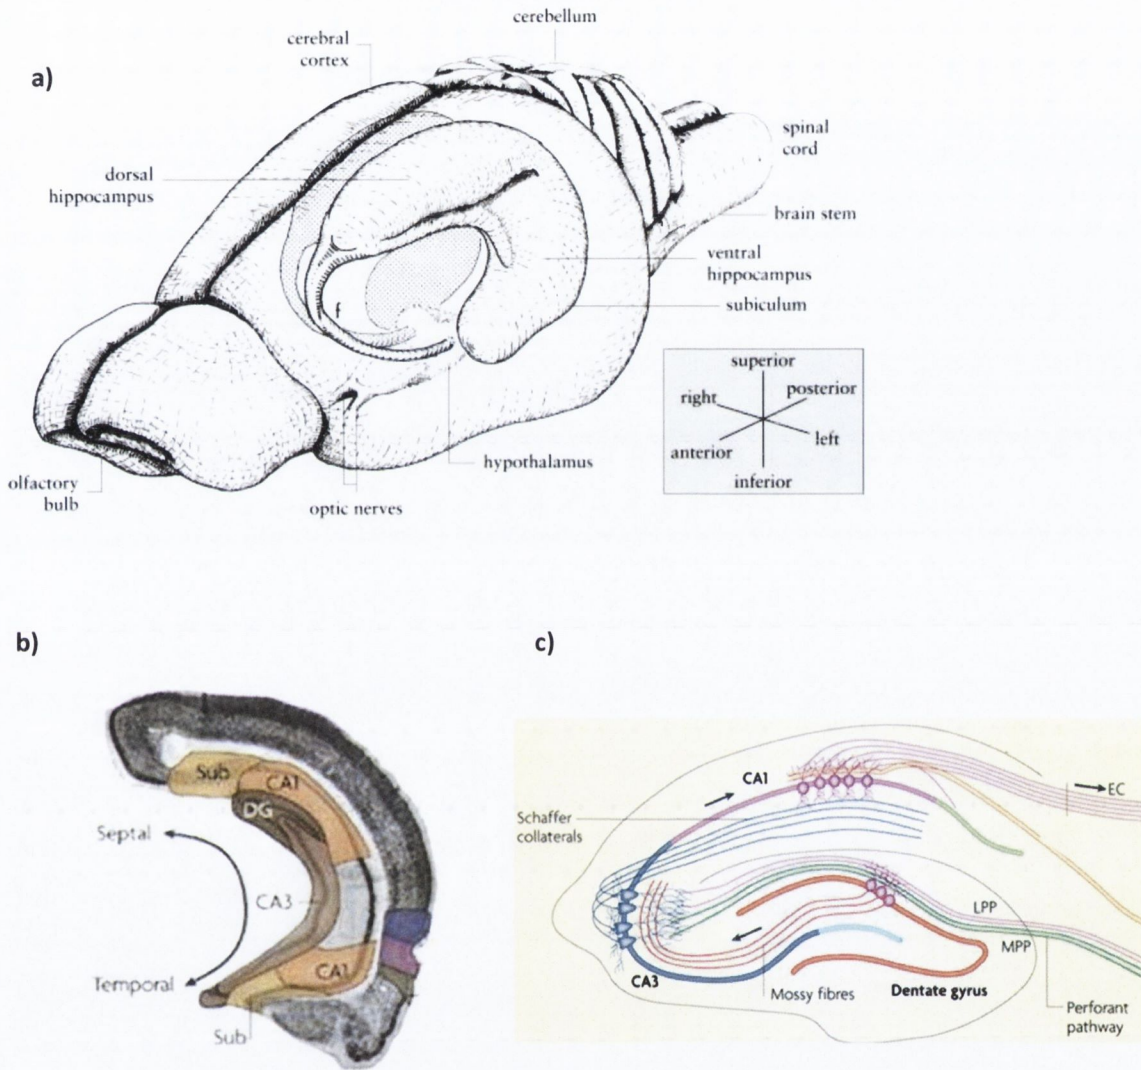 a)
cerebellum
cerebral
cortex
dorsal
hippocampus
spinal
cord
brain stem
ventral
hippocampus
subiculum
f
superior
right
posterior
left
anterior
inferior
hypothalamus
optic nerves
olfactory
bulb
b)
Sub
CA1
DG
Septal
CA3
Temporal
CA1
Sub
c)
CA1
EC
Schaffer
collaterals
LPP
MPP
CA3
Mossy fibres
Dentate gyrus
Perforant
pathway